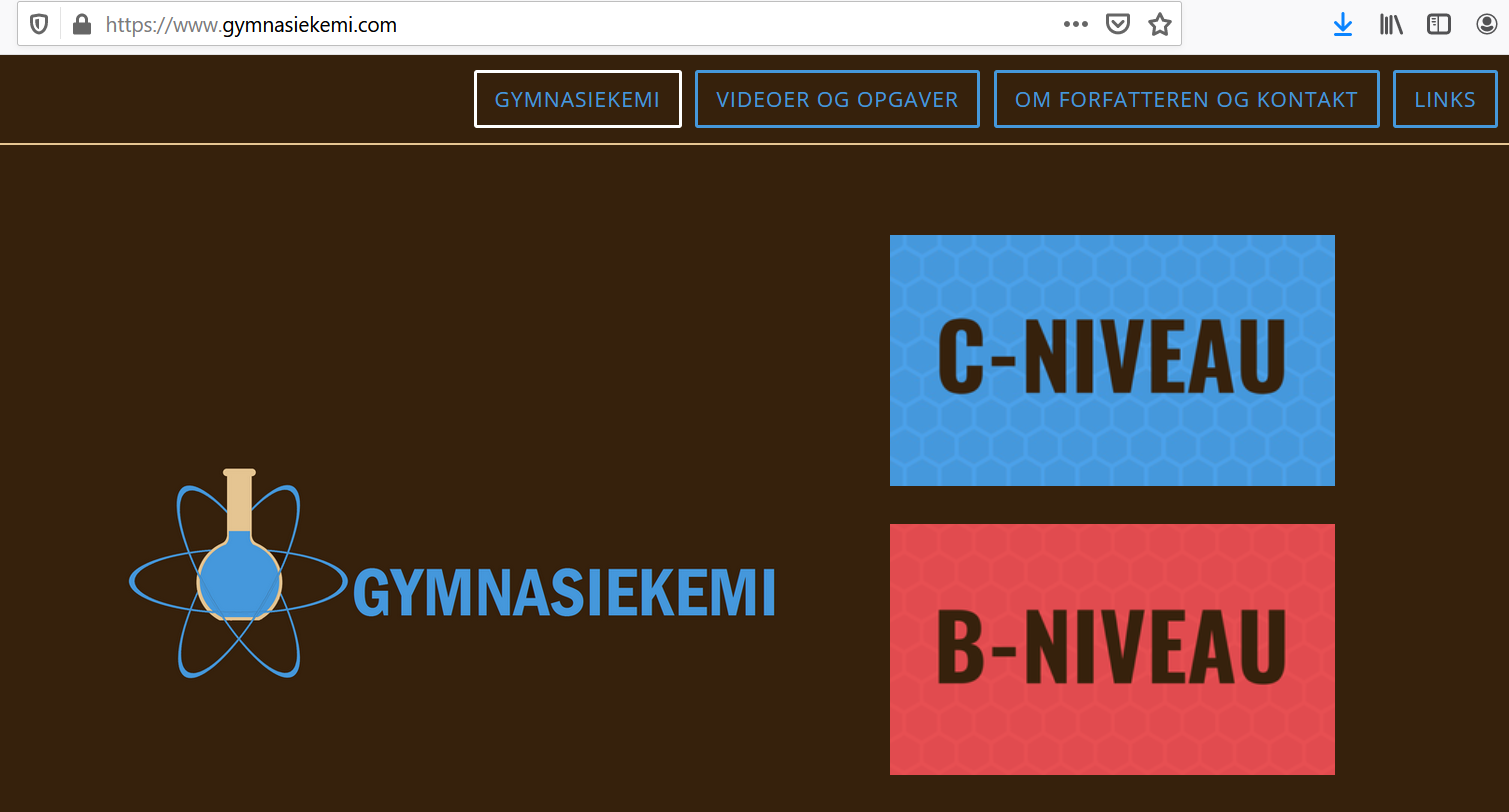 https://www.gymnasiekemi.com
GYMNASIEKEMI VIDEOER OG OPGAVER OM FORFATTEREN OG KONTAKT LINKS
C-NIVEAU
GYMNASIEKEMI
B-NIVEAU